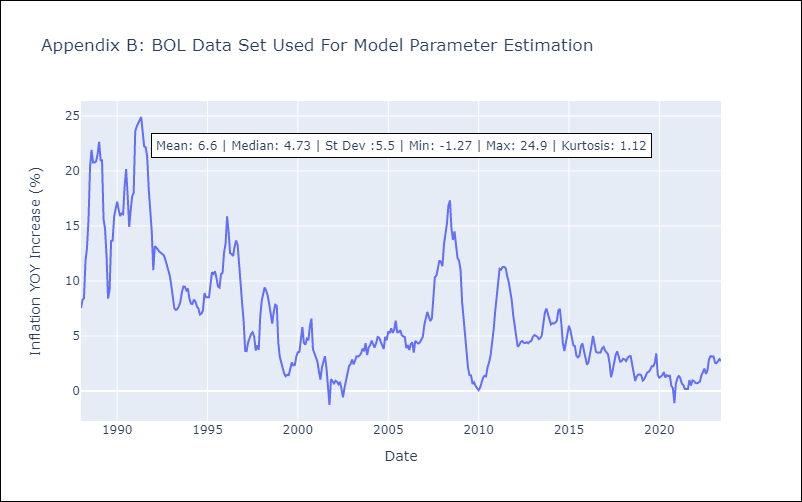 Appendix B: BOL Data Set Used For Model Parameter Estimation
25
Mean: 6.6 | Median: 4.73 | St Dev :5.5 | Min: -1.27 | Max: 24.9 | Kurtosis: 1.12
20
15
10
5
0
Inflation YOY Increase (%)
1990 1995 2000 2005 2010 2015 2020
Date